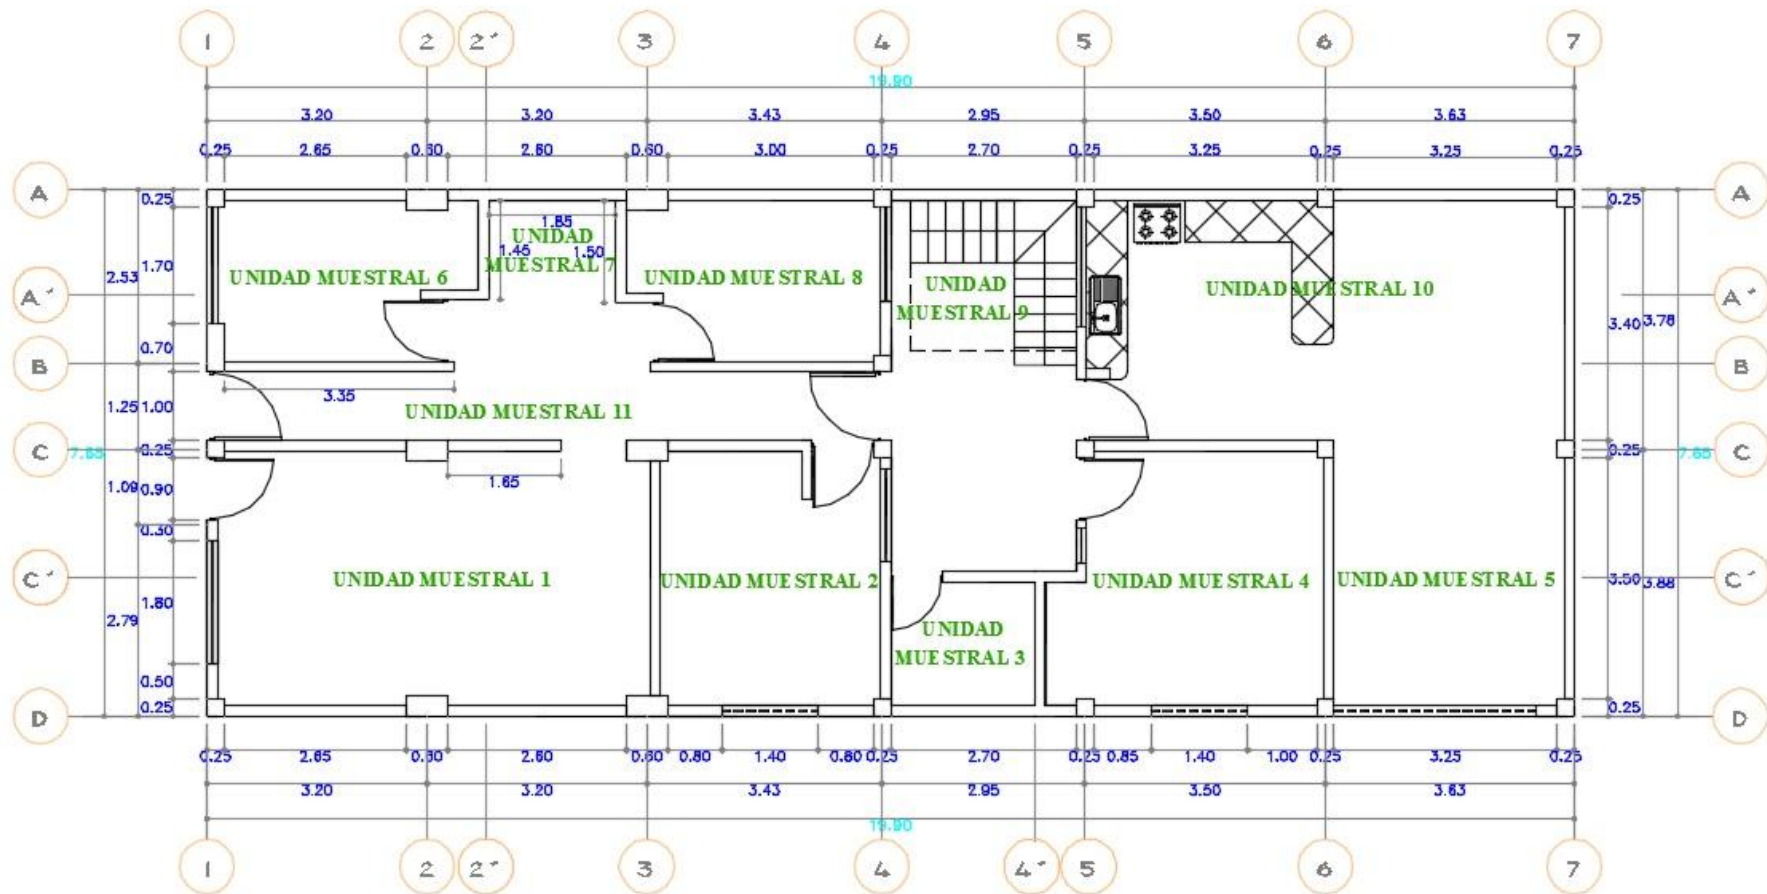 1 2 2' 3 4 5 6 7
19.90
3.20 3.20 3.43 2.95 3.50 3.63
0.25 2.65 0.60 2.60 0.60 3.00 0.25 2.70 0.25 3.25 0.25 3.25 0.25
A 0.25 0.25 A
1.85
UNIDAD
1.45 1.50
MUESTRAL 7
2.53 1.70
UNIDAD MUESTRAL 6
UNIDAD MUESTRAL 8
UNIDAD
MUESTRAL 9
UNIDAD MUESTRAL 10
A' A'
3.40 3.78
0.70
B B
3.35
1.25 1.00
UNIDAD MUESTRAL 11
C 7.65 0.25 0.25 7.65 C
1.65
1.09 0.90
0.30
C' C'
UNIDAD MUESTRAL 1
UNIDAD MUESTRAL 2
UNIDAD MUESTRAL 4
UNIDAD MUESTRAL 5
3.50 3.88
2.79 1.80
UNIDAD
MUESTRAL 3
0.50
0.25 0.25
D D
0.25 2.65 0.60 2.60 0.60 0.80 1.40 0.80 0.25 2.70 0.25 0.85 1.40 1.00 0.25 3.25 0.25
3.20 3.20 3.43 2.95 3.50 3.63
19.90
1 2 2' 3 4 4' 5 6 7